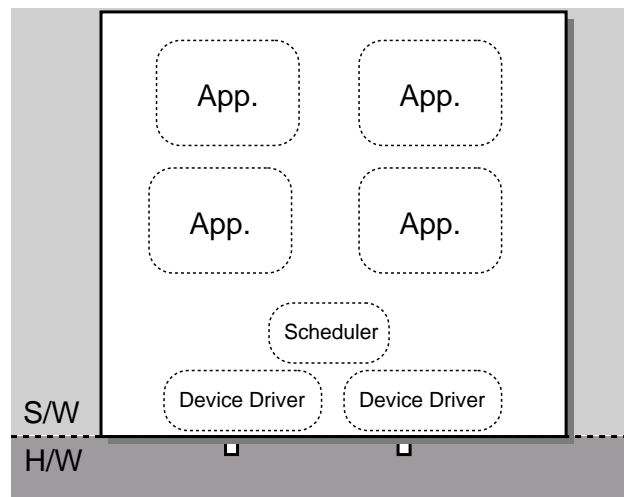 App.
App.
App.
App.
Scheduler
Device Driver
Device Driver
S/W
H/W